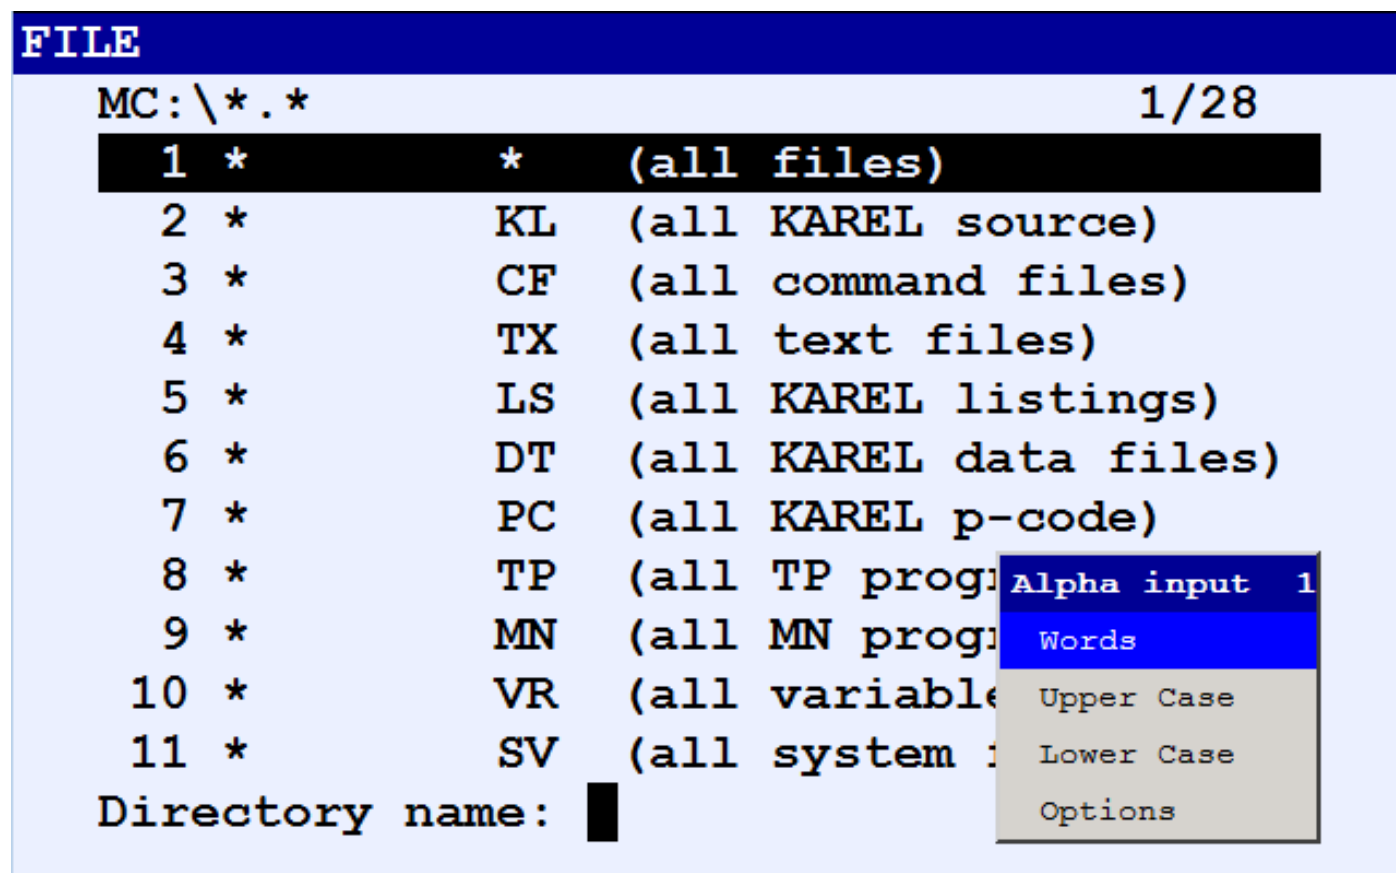 FILE
MC:\*.* 1/28
1 * * (all files)
2 * KL (all KAREL source)
3 * CF (all command files)
4 * TX (all text files)
5 * LS (all KAREL listings)
6 * DT (all KAREL data files)
7 * PC (all KAREL p-code)
8 * TP (all TP prog
9 * MN (all MN prog
10 * VR (all variable
11 * SV (all system
Directory name:
Alpha input 1
Words
Upper Case
Lower Case
Options